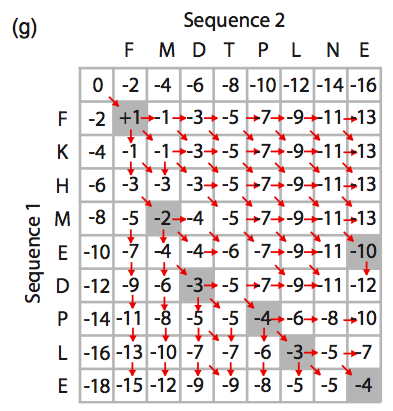 (g)
Sequence 2
F M D T P L N E
0 -2 -4 -6 -8 -10 -12 -14 -16
F -2 +1 -1 -3 -5 -7 -9 -11 -13
K -4 -1 -1 -3 -5 -7 -9 -11 -13
H -6 -3 -3 -3 -5 -7 -9 -11 -13
M -8 -5 -2 -4 -5 -7 -9 -11 -13
E -10 -7 -4 -4 -6 -7 -9 -11 -10
D -12 -9 -6 -3 -5 -7 -9 -11 -12
P -14 -11 -8 -5 -5 -4 -6 -8 -10
L -16 -13 -10 -7 -7 -6 -3 -5 -7
E -18 -15 -12 -9 -9 -8 -5 -5 -4
Sequence 1